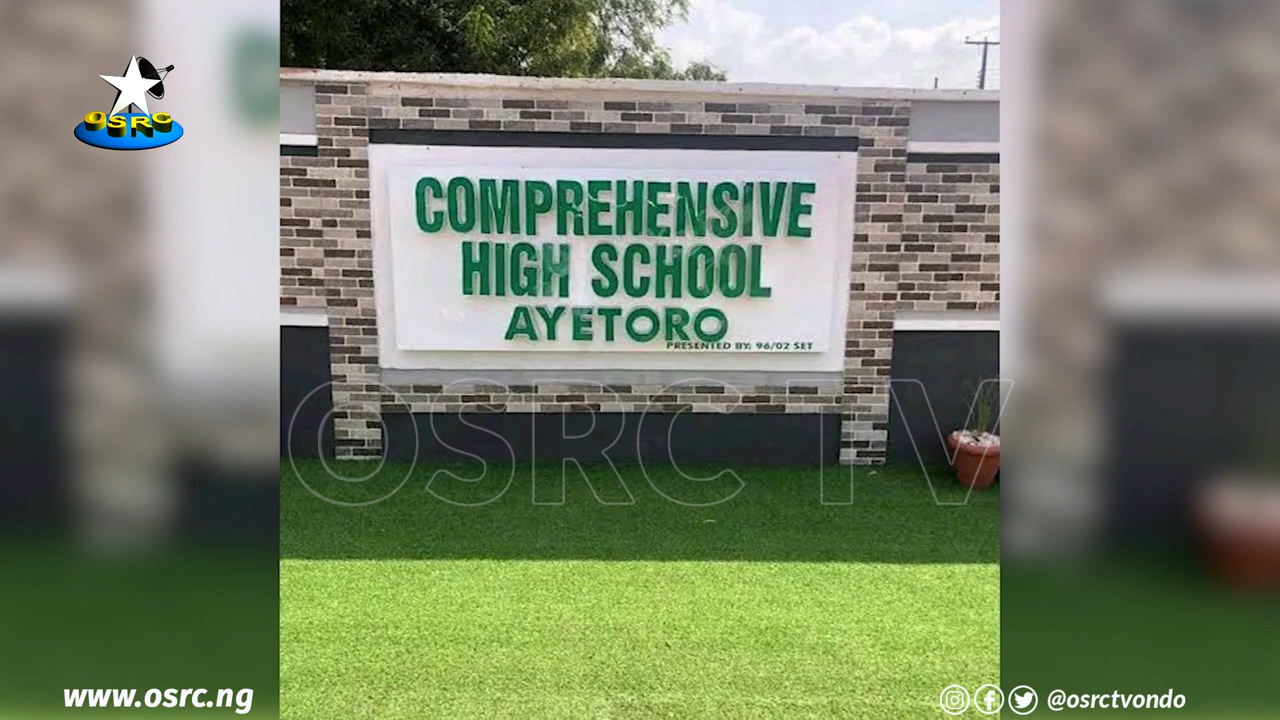 OSRC
COMPREHENSIVE
HIGH SCHOOL
AYETORO
PRESENTED BY: 96/02 SET
OSRC TV
www.osrc.ng
@osrctvondo